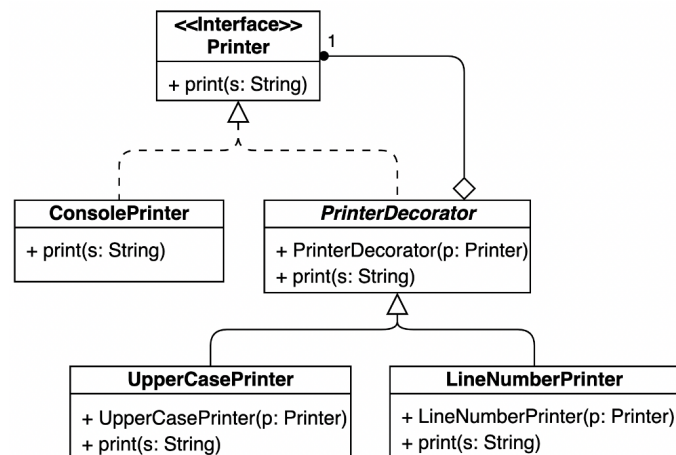 <<Interface>>
Printer
1
+ print(s: String)
ConsolePrinter
+ print(s: String)
PrinterDecorator
+ PrinterDecorator(p: Printer)
+ print(s: String)
UpperCasePrinter
+ UpperCasePrinter(p: Printer)
+ print(s: String)
LineNumberPrinter
+ LineNumberPrinter(p: Printer)
+ print(s: String)